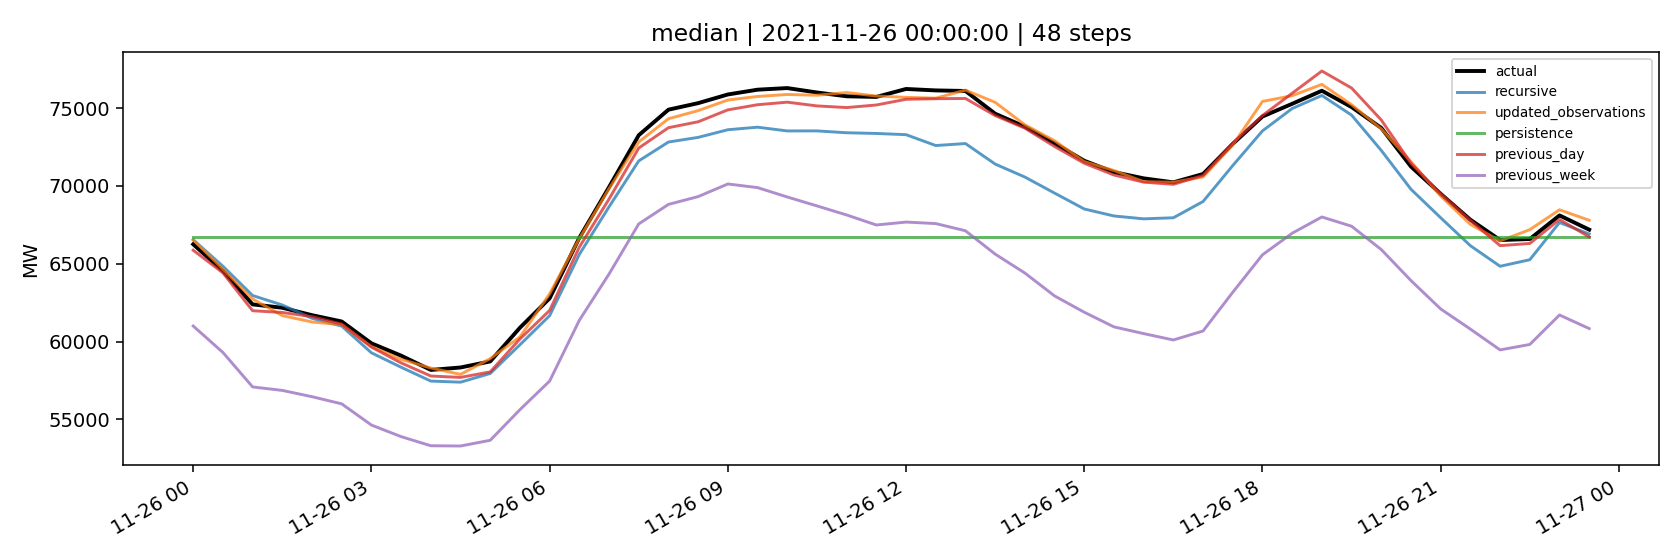 median | 2021-11-26 00:00:00 | 48 steps
MW
75000
70000
65000
60000
55000
actual
recursive
updated_observations
persistence
previous_day
previous_week
11-26 00
11-26 03
11-26 06
11-26 09
11-26 12
11-26 15
11-26 18
11-26 21
11-27 00